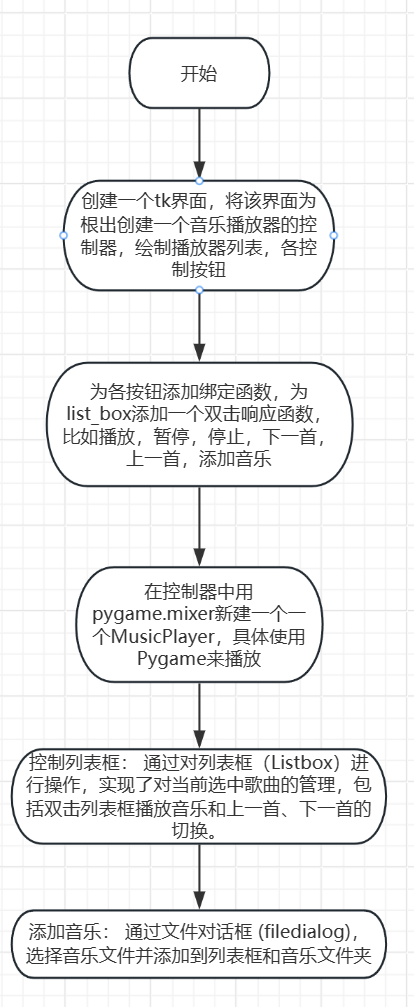 开始
创建一个tk界面，将该界面为
根出创建一个音乐播放器的控
制器，绘制播放器列表，各控
制按钮
为各按钮添加绑定函数，为
list_box添加一个双击响应函数，
比如播放，暂停，停止，下一首，
上一首，添加音乐
在控制器中用
pygame.mixer新建一个一
个MusicPlayer，具体使用
Pygame来播放
控制列表框： 通过对列表框（Listbox）进
行操作，实现了对当前选中歌曲的管理，包
括双击列表框播放音乐和上一首、下一首的
切换。
添加音乐： 通过文件对话框 (filedialog)，
选择音乐文件并添加到列表框和音乐文件夹